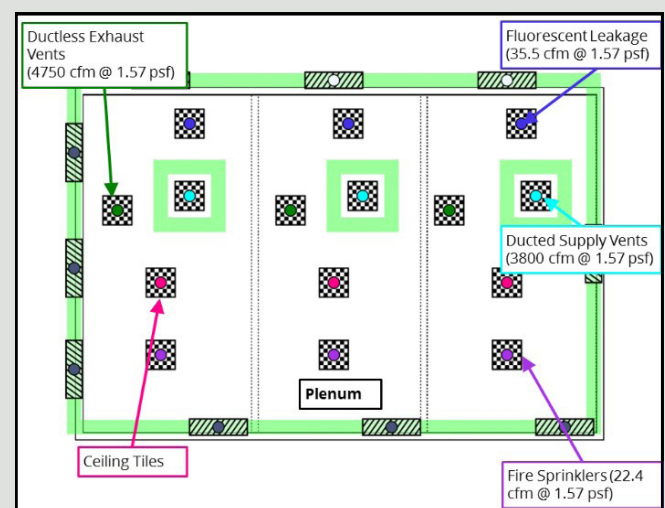 Ductless Exhaust
Vents
(4750 cfm @ 1.57 psf)
Fluorescent Leakage
(35.5 cfm @ 1.57 psf)
Ducted Supply Vents
(3800 cfm @ 1.57 psf)
Plenum
Ceiling Tiles
Fire Sprinklers (22.4
cfm @ 1.57 psf)